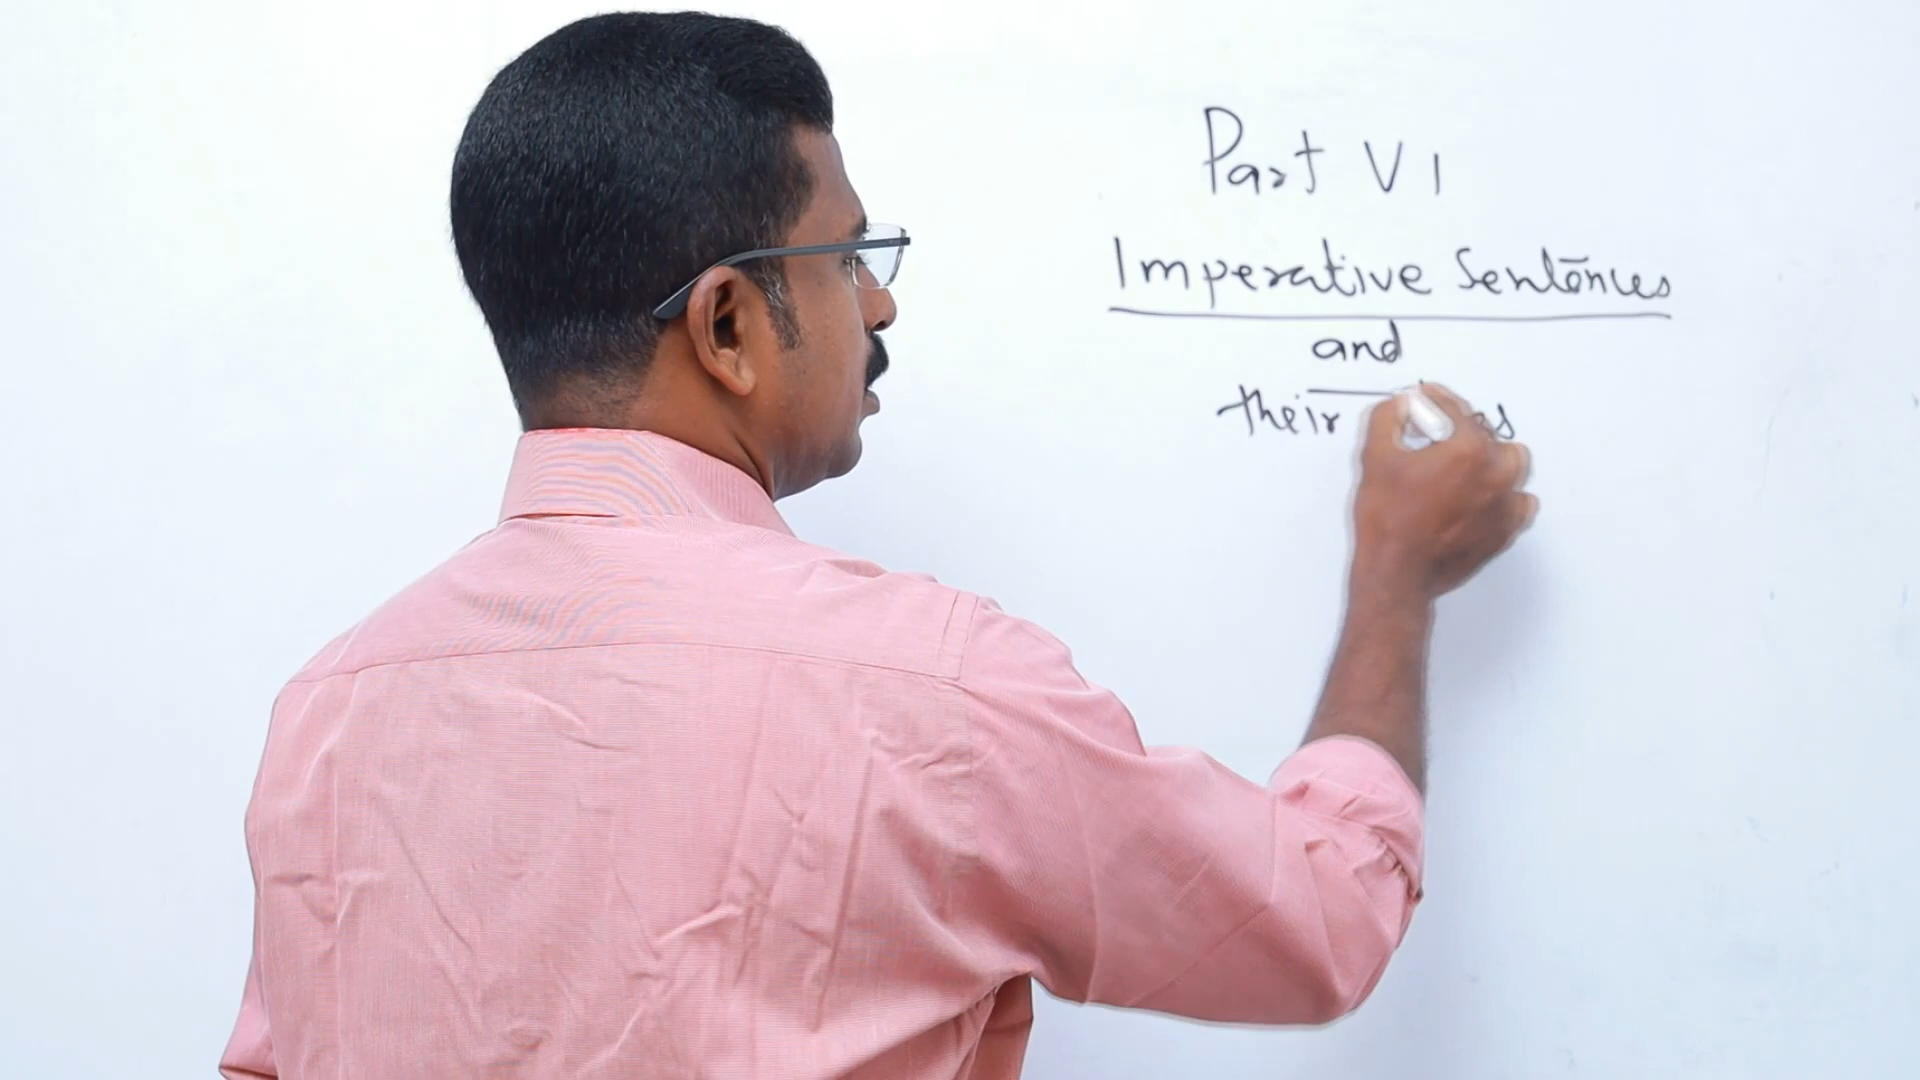 Part VI
Imperative Sentences
and
their